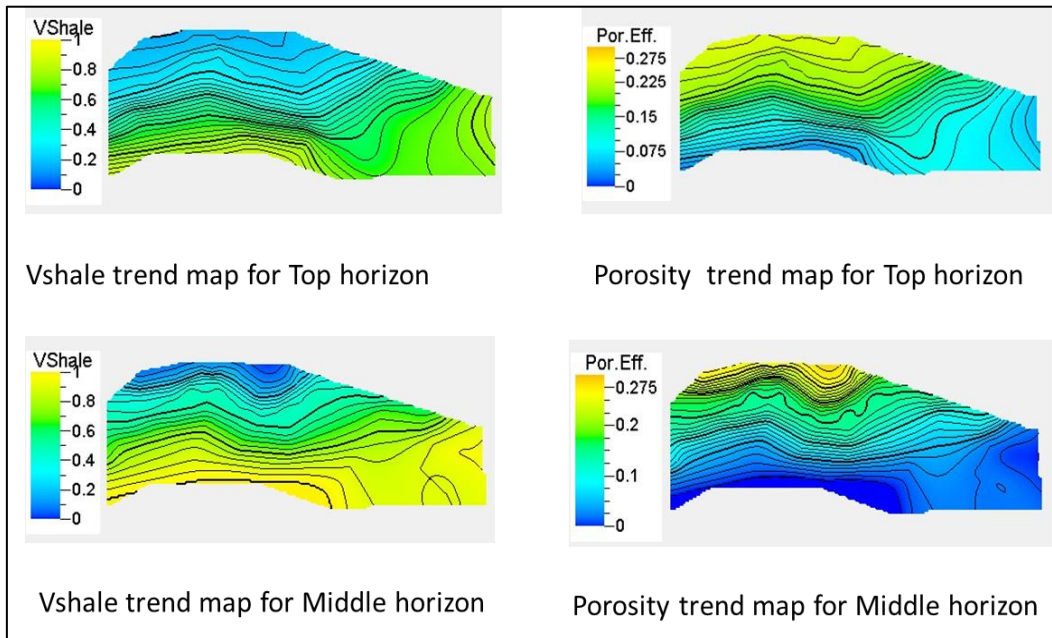 VShale
1
0.8
0.6
0.4
0.2
0
Por.Eff.
0.275
0.225
0.15
0.075
0
Vshale trend map for Top horizon
Porosity trend map for Top horizon
VShale
1
0.8
0.6
0.4
0.2
0
Por.Eff.
0.275
0.2
0.1
0
Vshale trend map for Middle horizon
Porosity trend map for Middle horizon